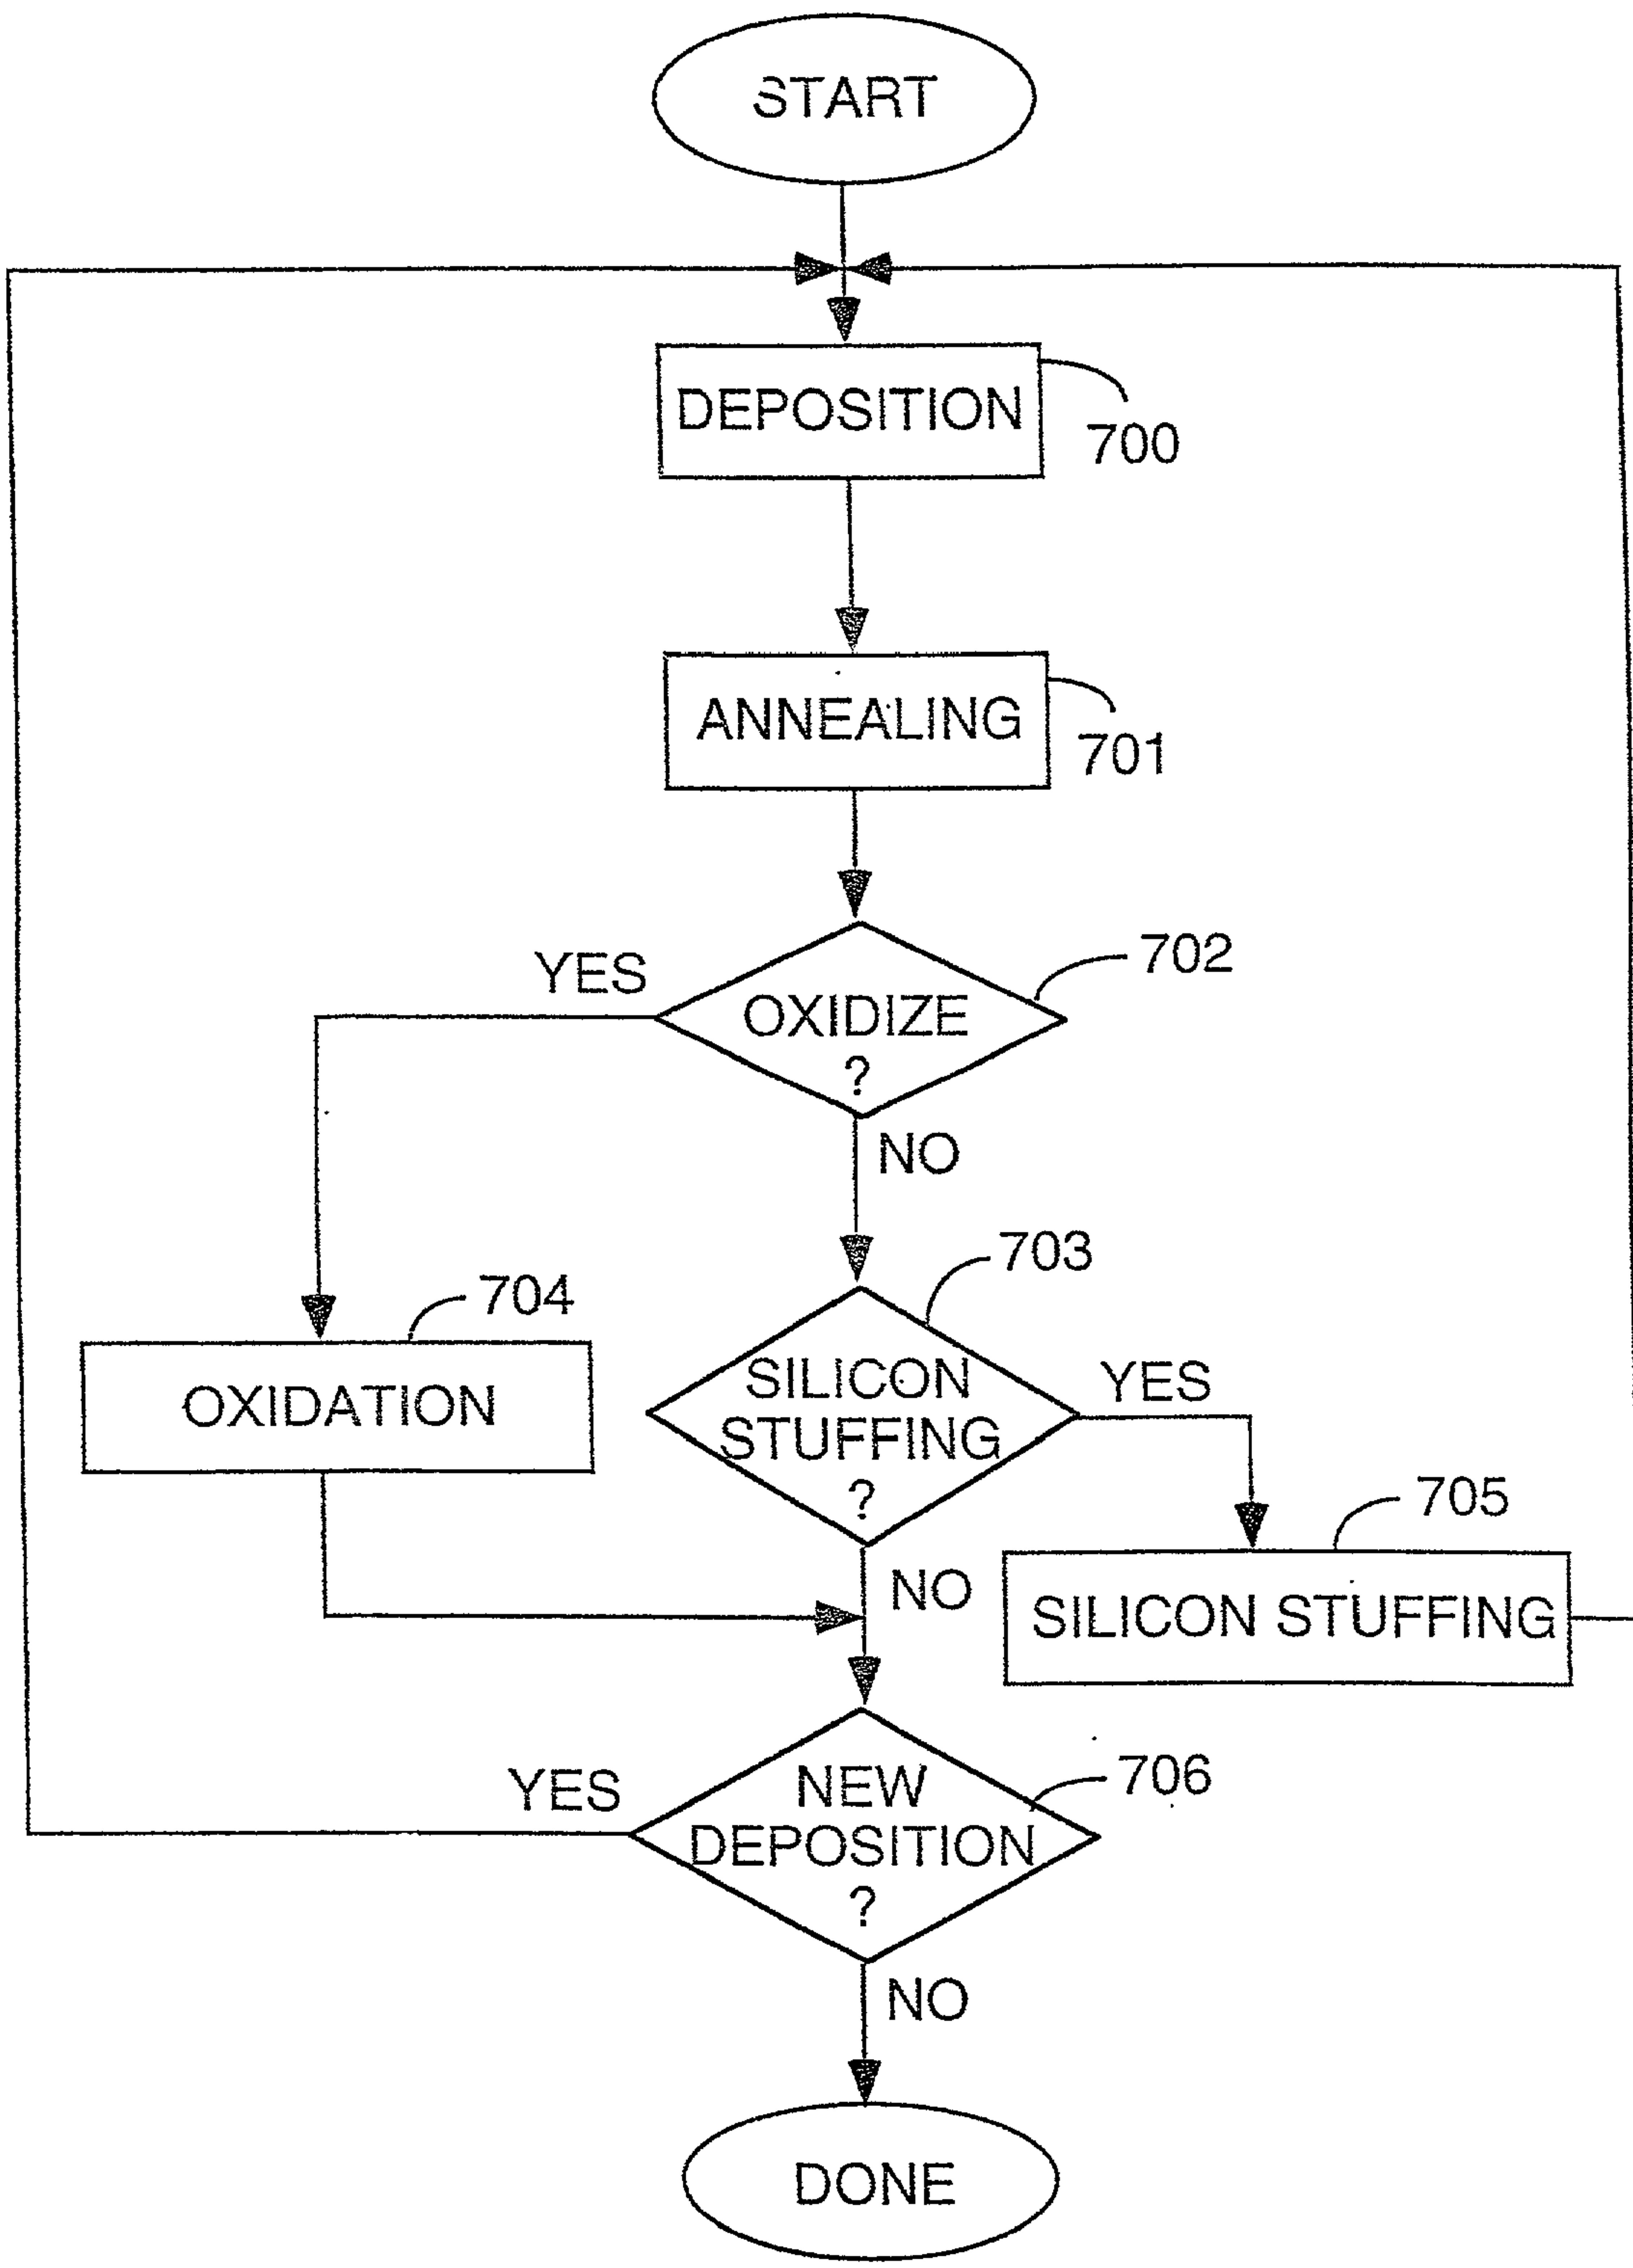 START
DEPOSITION
700
ANNEALING
701
702
YES
OXIDIZE
?
NO
703
704
SILICON
YES
OXIDATION
STUFFING
?
705
NO
SILICON STUFFING
706
YES
NEW
DEPOSITION
?
NO
DONE